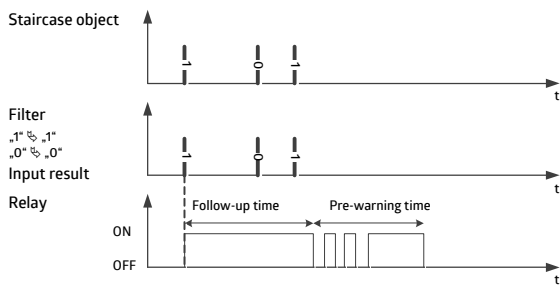 Staircase object
1 0 1
t
Filter
„1“ ⇘ „1“
„0“ ⇘ „0“
Input result
1 0 1
t
Relay
Follow-up time Pre-warning time
ON
OFF
t